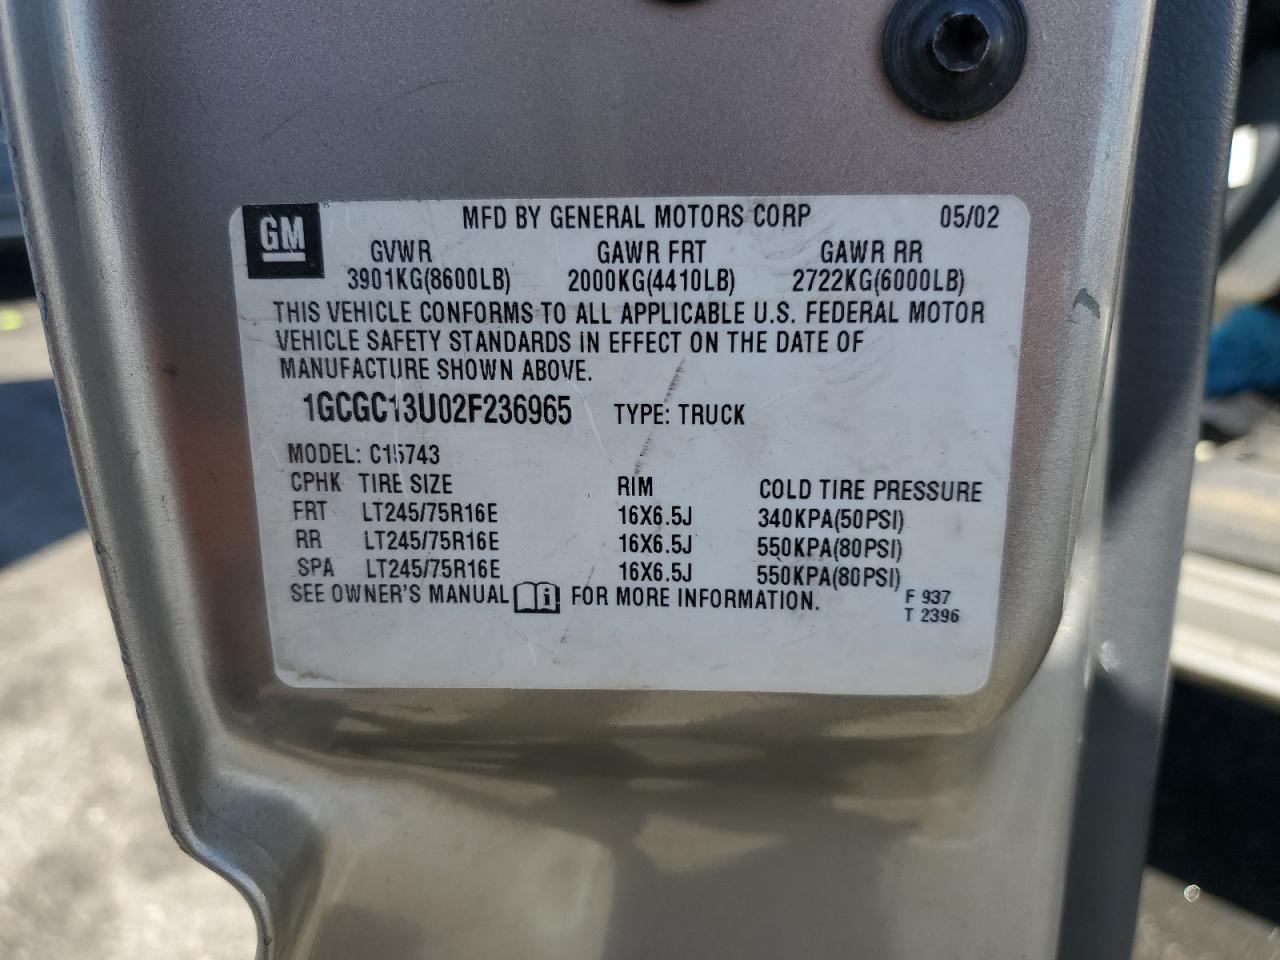 GM
MFD BY GENERAL MOTORS CORP 05/02
GVWR GAWR FRT GAWR RR
3901KG(8600LB) 2000KG(4410LB) 2722KG(6000LB)
THIS VEHICLE CONFORMS TO ALL APPLICABLE U.S. FEDERAL MOTOR
VEHICLE SAFETY STANDARDS IN EFFECT ON THE DATE OF
MANUFACTURE SHOWN ABOVE.
1GCGC13U02F236965 TYPE: TRUCK
MODEL: C15743
CPHK TIRE SIZE RIM COLD TIRE PRESSURE
FRT LT245/75R16E 16X6.5J 340KPA(50PSI)
RR LT245/75R16E 16X6.5J 550KPA(80PSI)
SPA LT245/75R16E 16X6.5J 550KPA(80PSI)
SEE OWNER'S MANUAL i FOR MORE INFORMATION.
F 937
T 2396